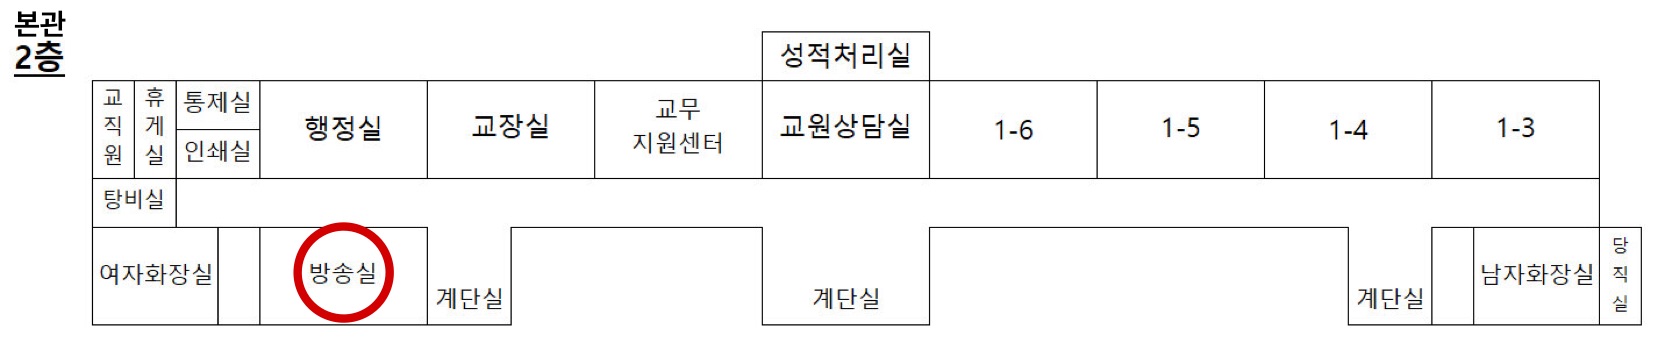 본관
2층
성적처리실
교직원
휴게실
통제실
인쇄실
행정실
교장실
교무
지원센터
교원상담실
1-6
1-5
1-4
1-3
탕비실
여자화장실
방송실
계단실
계단실
계단실
남자화장실
당직실